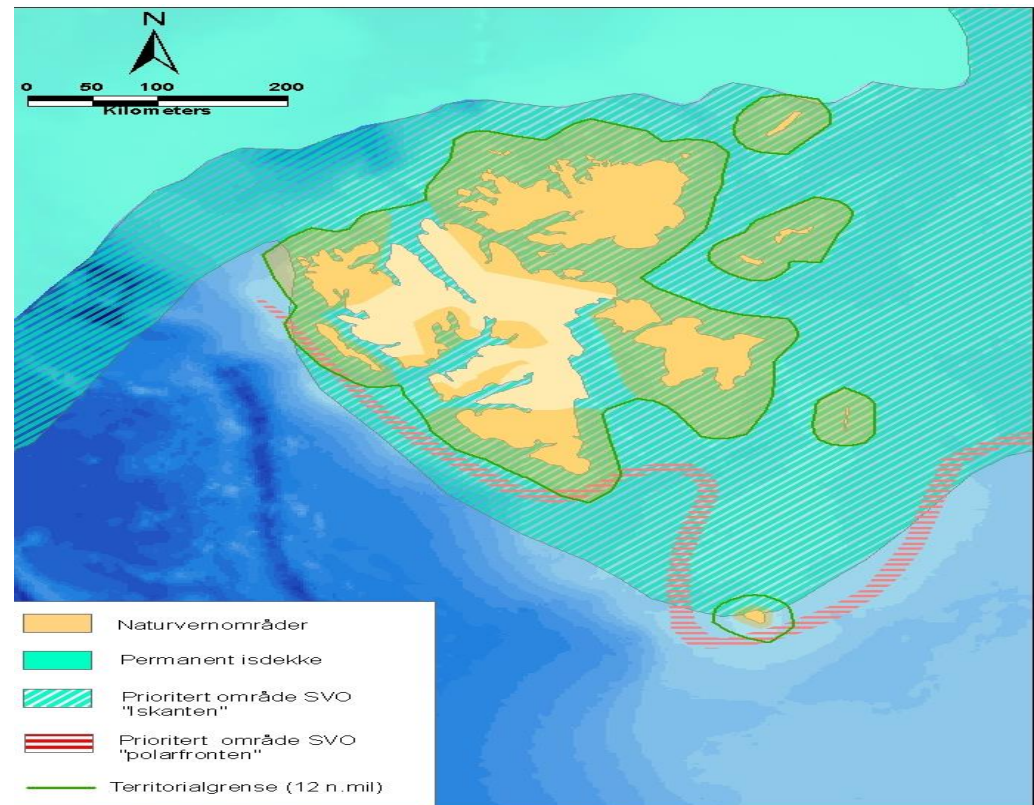 N
0 50 100 200
Kilometers
Naturvernområder
Permanent isdekke
Prioritert område SVO
"Iskanten"
Prioritert område SVO
"polarfronten"
Territorialgrense (12 n.mil)